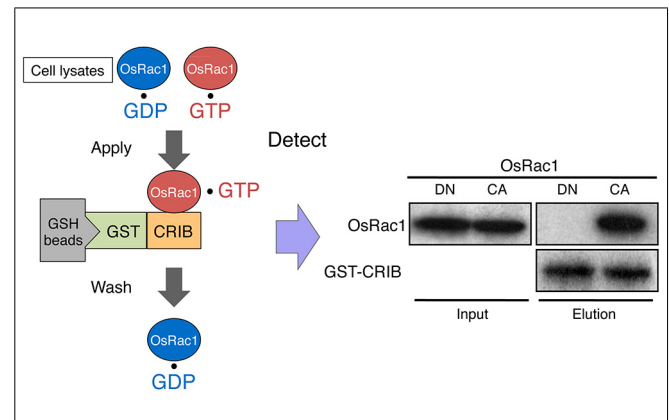 Cell lysates
OsRac1
OsRac1
GDP
GTP
Apply
OsRac1
GTP
GSH
beads
GST
CRIB
Wash
OsRac1
GDP
Detect
OsRac1
DN CA DN CA
OsRac1
GST-CRIB
Input Elution